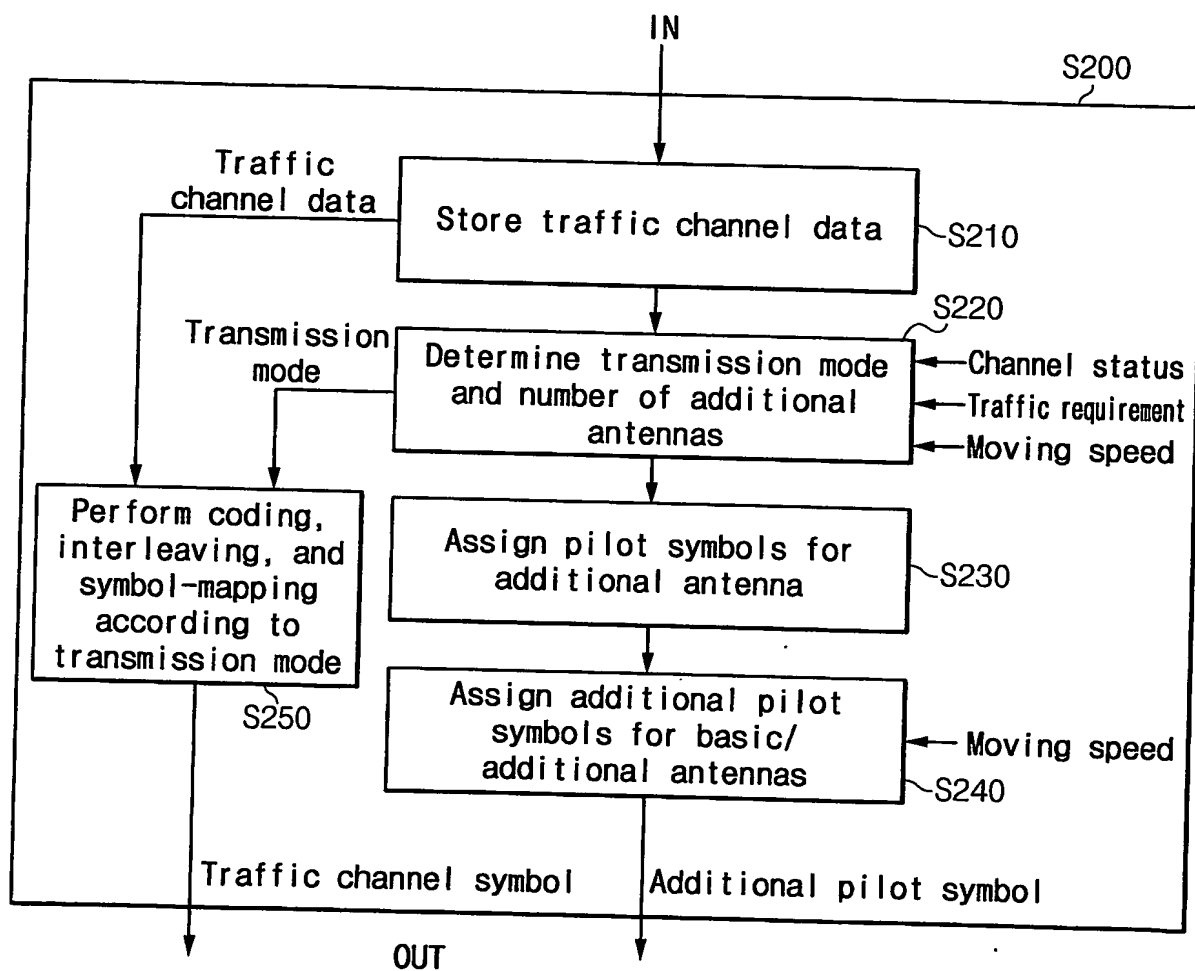 IN
S200
Traffic
channel data
Store traffic channel data
S210
S220
Transmission
mode
Determine transmission mode
and number of additional
antennas
Channel status
Traffic requirement
Moving speed
Perform coding,
interleaving, and
symbol-mapping
according to
transmission mode
S250
Assign pilot symbols for
additional antenna
S230
Assign additional pilot
symbols for basic/
additional antennas
Moving speed
S240
Traffic channel symbol
Additional pilot symbol
OUT